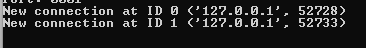 New connection at ID 0 ('127.0.0.1', 52728)
New connection at ID 1 ('127.0.0.1', 52733)